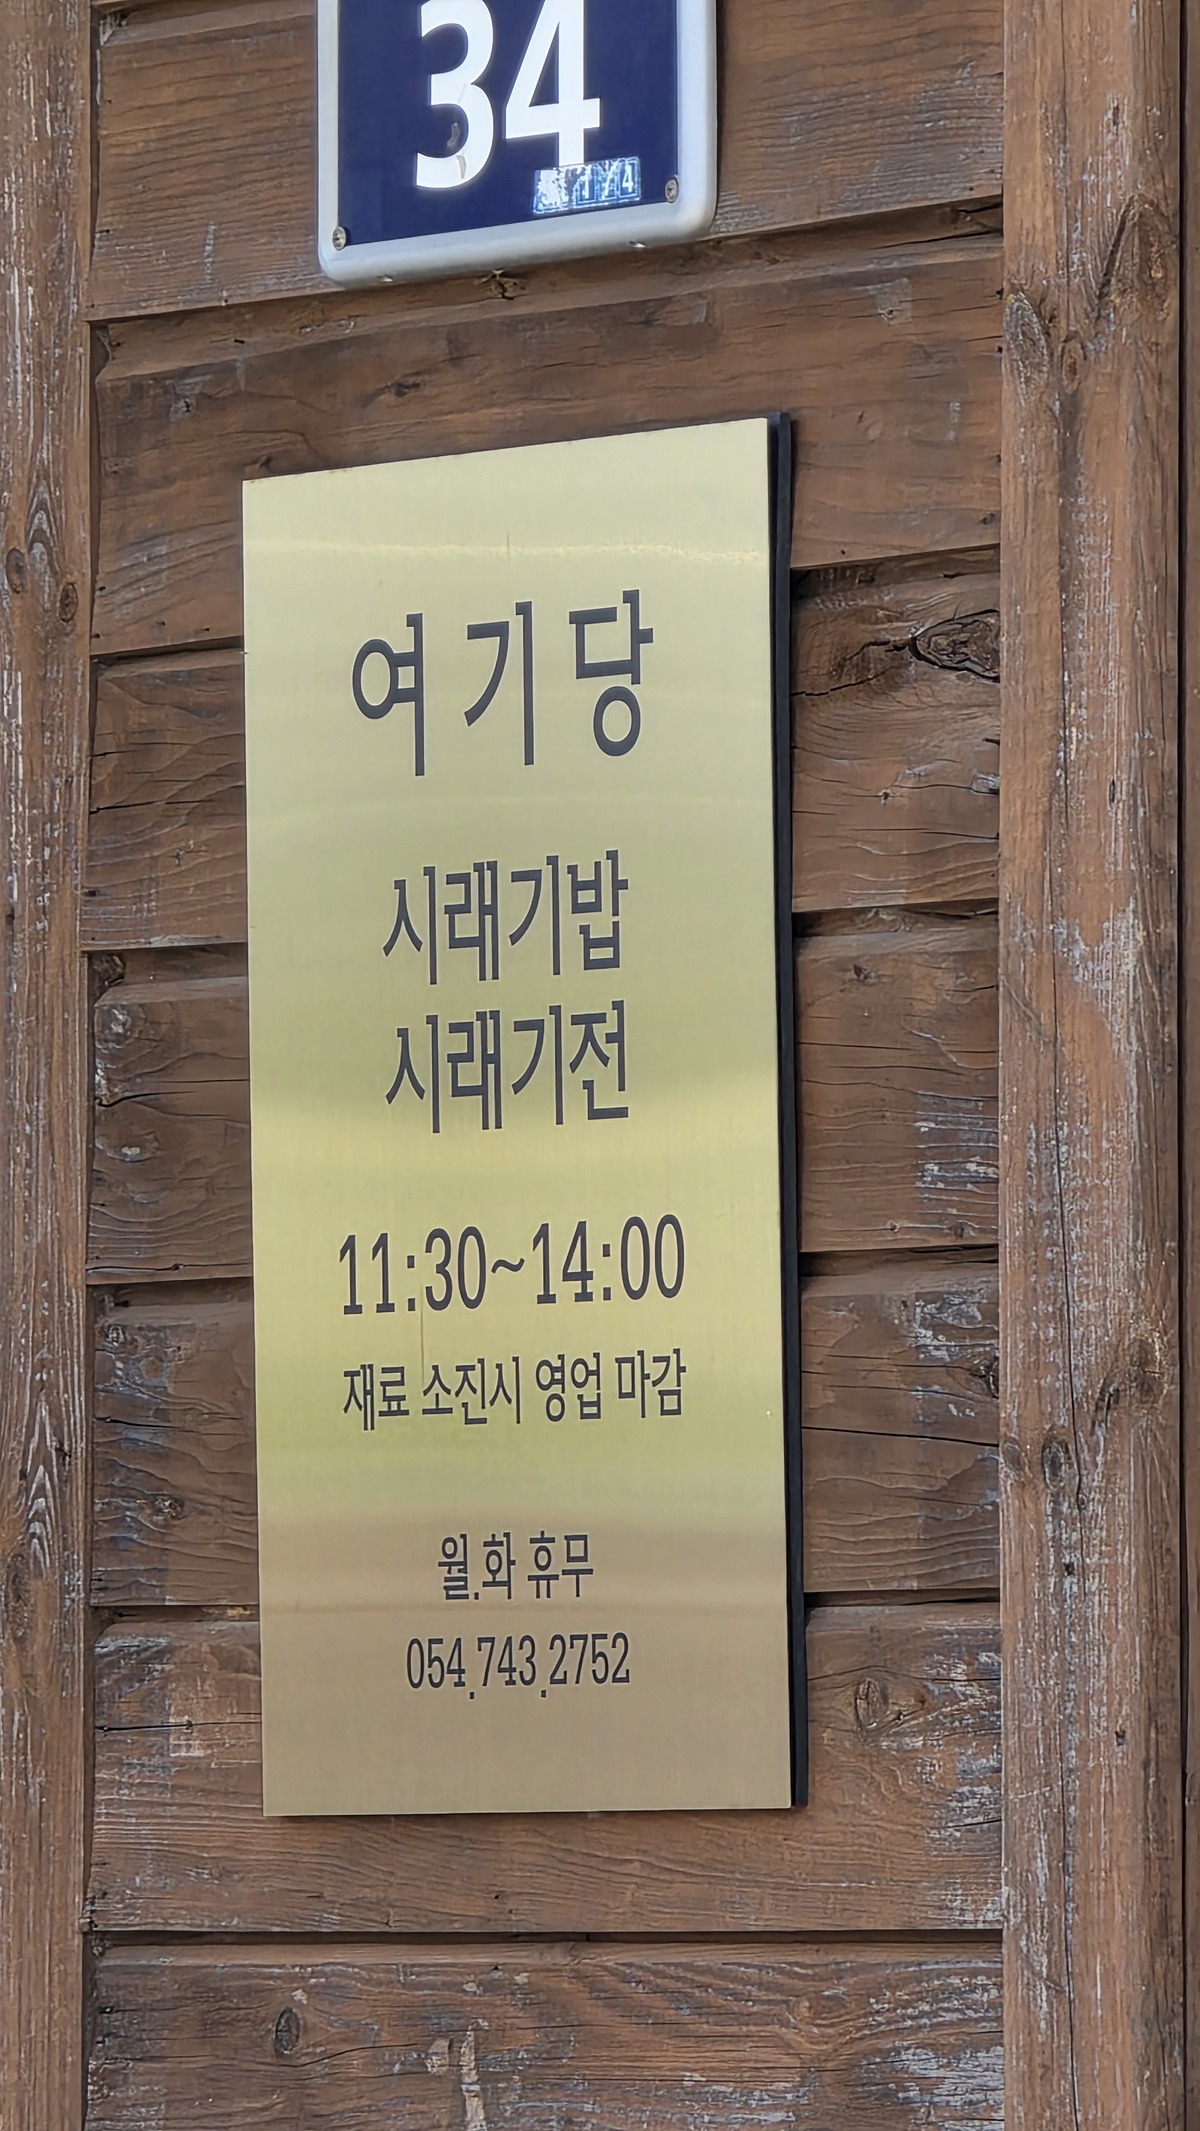 34
여기당
시래기밥
시래기전
11:30~14:00
재료 소진시 영업 마감
월.화 휴무
054.743.2752